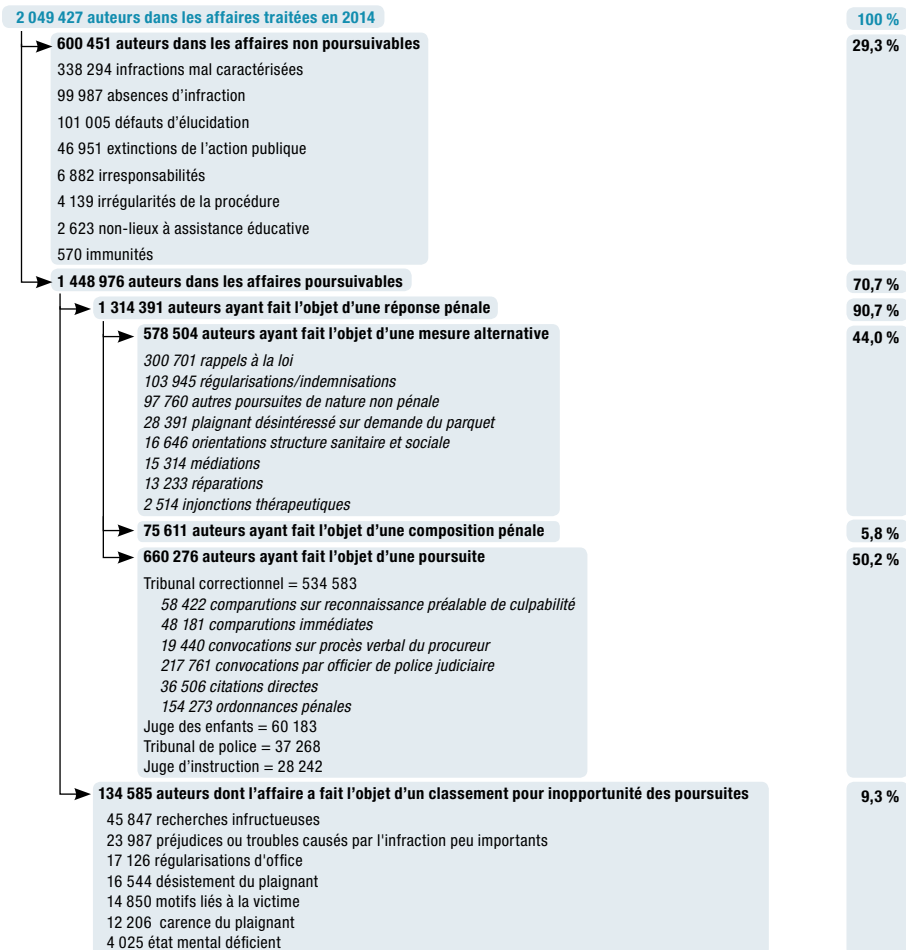 2 049 427 auteurs dans les affaires traitées en 2014 100 %
600 451 auteurs dans les affaires non poursuivables 29,3 %
338 294 infractions mal caractérisées
99 987 absences d’infraction
101 005 défauts d’élucidation
46 951 extinctions de l’action publique
6 882 irresponsabilités
4 139 irrégularités de la procédure
2 623 non-lieux à assistance éducative
570 immunités
1 448 976 auteurs dans les affaires poursuivables 70,7 %
1 314 391 auteurs ayant fait l’objet d’une réponse pénale 90,7 %
578 504 auteurs ayant fait l’objet d’une mesure alternative 44,0 %
300 701 rappels à la loi
103 945 régularisations/indemnisations
97 760 autres poursuites de nature non pénale
28 391 plaignant désintéressé sur demande du parquet
16 646 orientations structure sanitaire et sociale
15 314 médiations
13 233 réparations
2 514 injonctions thérapeutiques
75 611 auteurs ayant fait l’objet d’une composition pénale 5,8 %
660 276 auteurs ayant fait l’objet d’une poursuite 50,2 %
Tribunal correctionnel = 534 583
58 422 comparutions sur reconnaissance préalable de culpabilité
48 181 comparutions immédiates
19 440 convocations sur procès verbal du procureur
217 761 convocations par officier de police judiciaire
36 506 citations directes
154 273 ordonnances pénales
Juge des enfants = 60 183
Tribunal de police = 37 268
Juge d’instruction = 28 242
134 585 auteurs dont l’affaire a fait l’objet d’un classement pour inopportunité des poursuites 9,3 %
45 847 recherches infructueuses
23 987 préjudices ou troubles causés par l'infraction peu importants
17 126 régularisations d'office
16 544 désistement du plaignant
14 850 motifs liés à la victime
12 206 carence du plaignant
4 025 état mental déficient